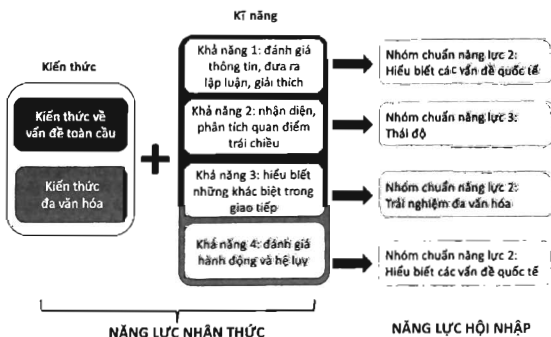 Kĩ năng
Kiến thức
Kiến thức về
vấn đề toàn cầu
Kiến thức
đa văn hóa
Khả năng 1: đánh giá
thông tin, đưa ra
lập luận, giải thích
Khả năng 2: nhận diện,
phân tích quan điểm
trái chiều
Khả năng 3: hiểu biết
những khác biệt trong
giao tiếp
Khả năng 4: đánh giá
hành động và hệ lụy
Nhóm chuẩn năng lực 2:
Hiểu biết các vấn đề quốc tế
Nhóm chuẩn năng lực 3:
Thái độ
Nhóm chuẩn năng lực 2:
Trải nghiệm đa văn hóa
Nhóm chuẩn năng lực 2:
Hiểu biết các vấn đề quốc tế
NĂNG LỰC NHẬN THỨC
NĂNG LỰC HỘI NHẬP